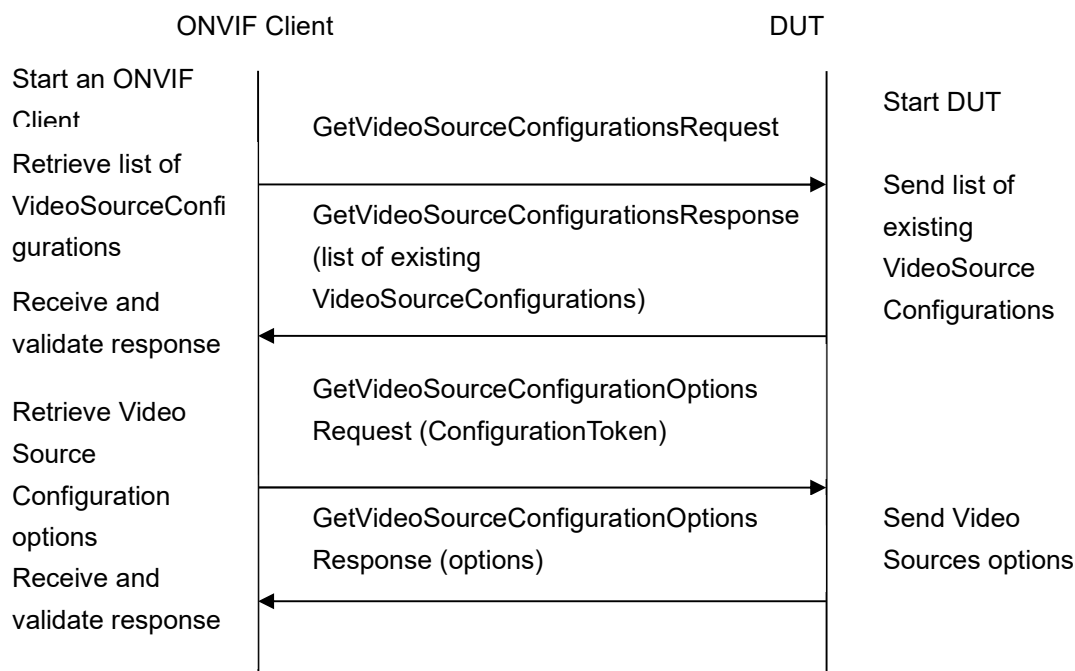 ONVIF Client
DUT
Start an ONVIF
Client
GetVideoSourceConfigurationsRequest
Start DUT
Retrieve list of
VideoSourceConfi
gurations
GetVideoSourceConfigurationsResponse
(list of existing
VideoSourceConfigurations)
Send list of
existing
VideoSource
Configurations
Receive and
validate response
GetVideoSourceConfigurationOptions
Request (ConfigurationToken)
Retrieve Video
Source
Configuration
options
GetVideoSourceConfigurationOptions
Response (options)
Send Video
Sources options
Receive and
validate response